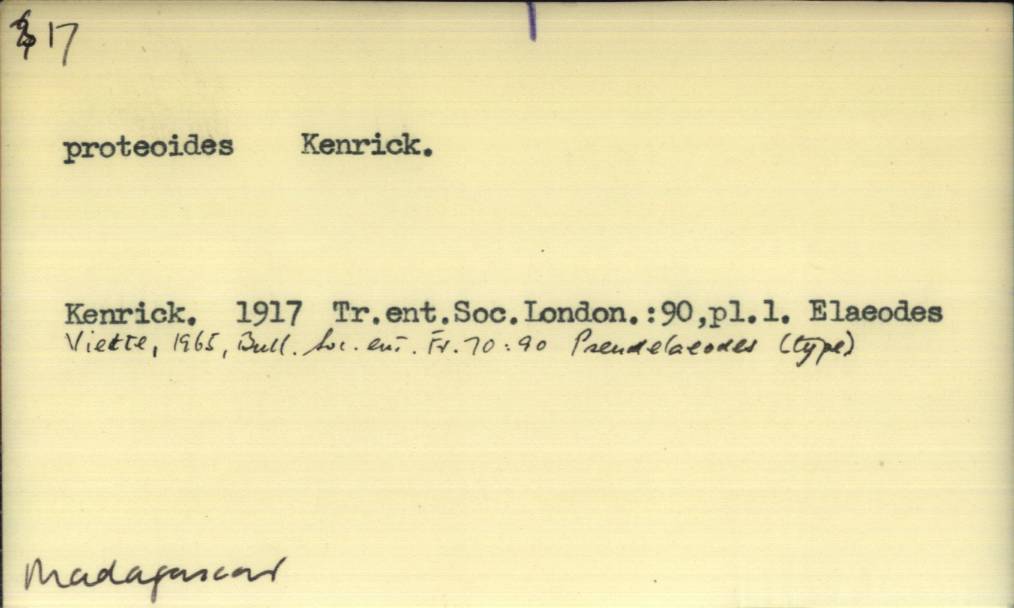 17
proteoides Kenrick.
Kenrick. 1917 Tr.ent.Soc.London.:90,pl.1. Elaeodes
Viette, 1965, Bull. Soc. ent. Fr. 70:90 Pseudelaeodes (type)
Madagascar